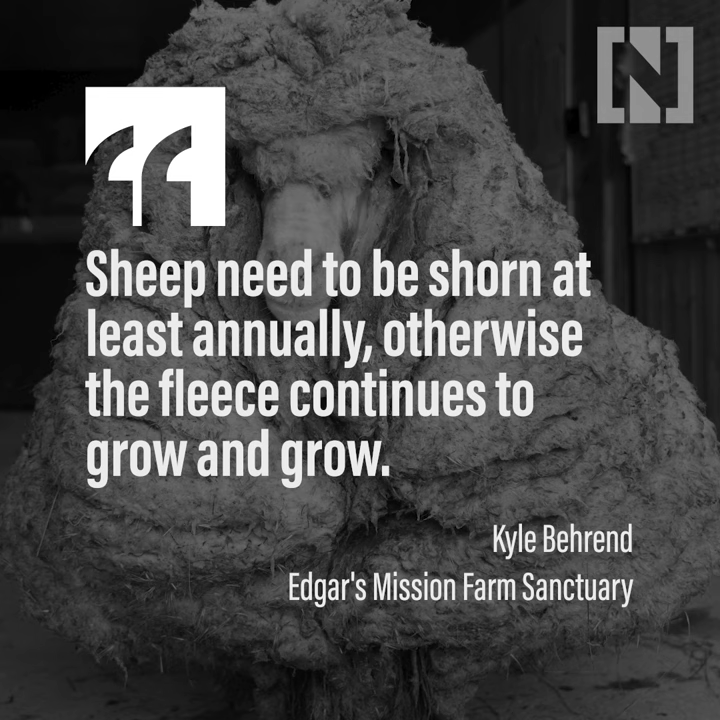 Sheep need to be shorn at
least annually, otherwise
the fleece continues to
grow and grow.
Kyle Behrend
Edgar's Mission Farm Sanctuary
[N]